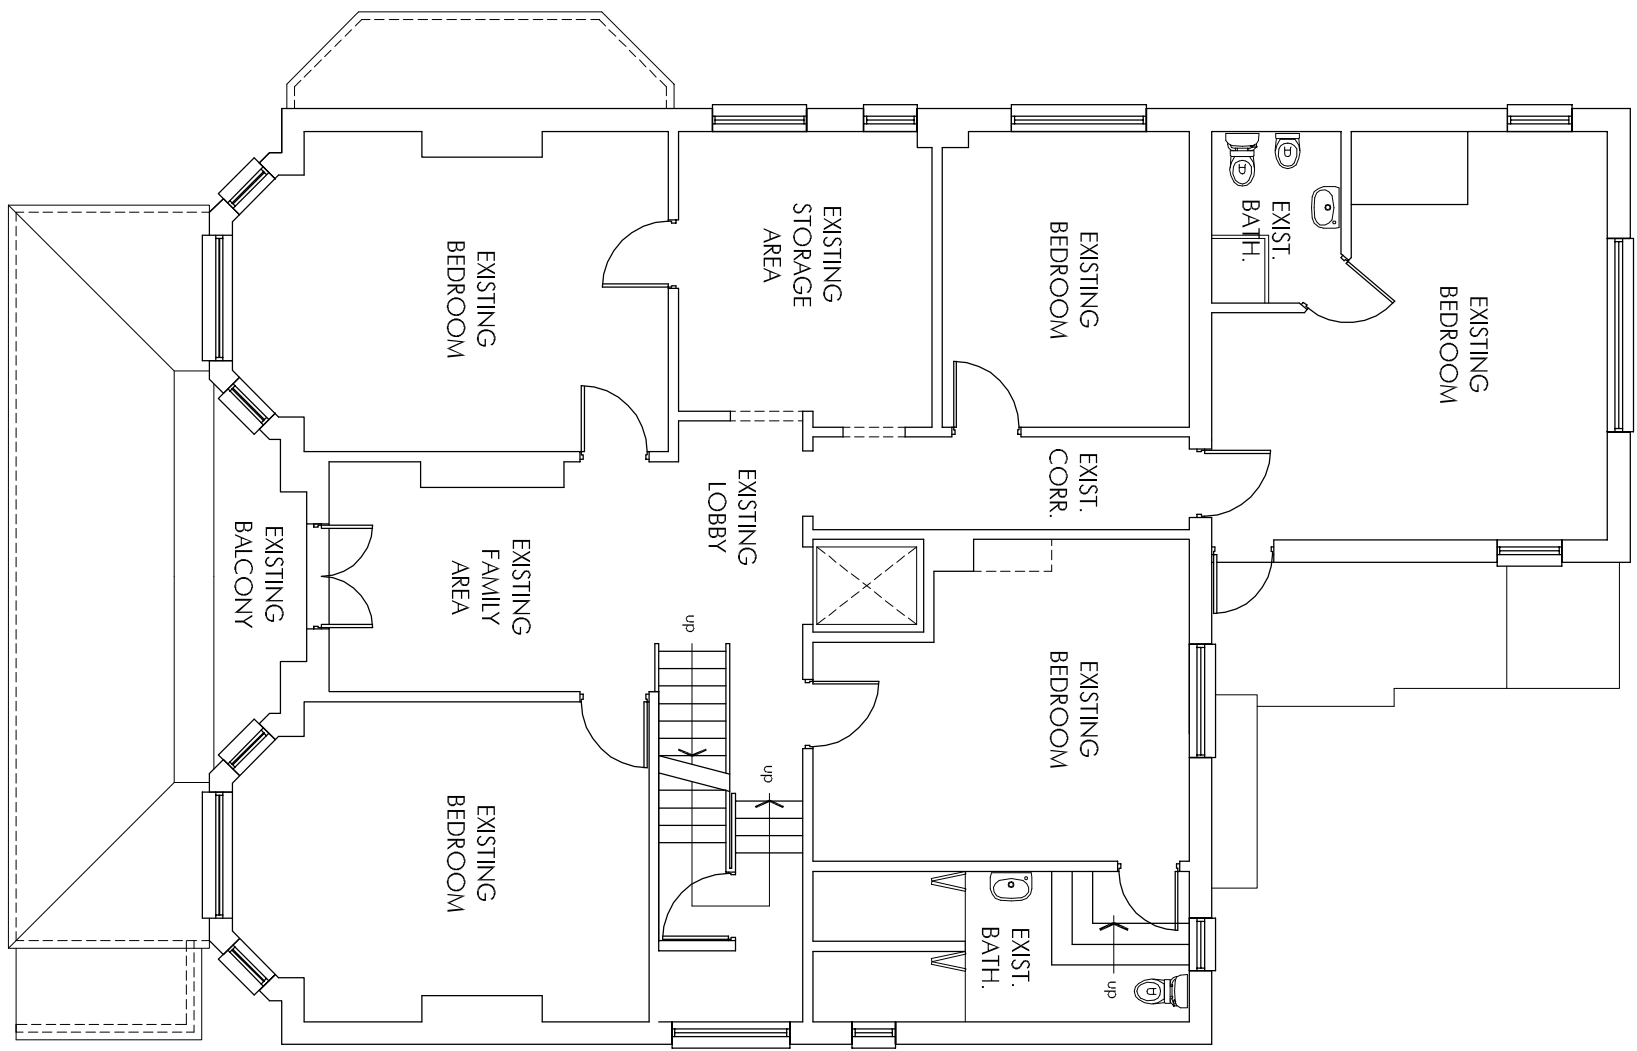 EXISTING
BEDROOM
EXIST.
BATH.
EXISTING
BEDROOM
EXIST.
CORR.
EXISTING
BEDROOM
up
EXIST.
BATH.
EXISTING
STORAGE
AREA
EXISTING
LOBBY
up
up
EXISTING
BEDROOM
EXISTING
FAMILY
AREA
EXISTING
BEDROOM
EXISTING
BALCONY